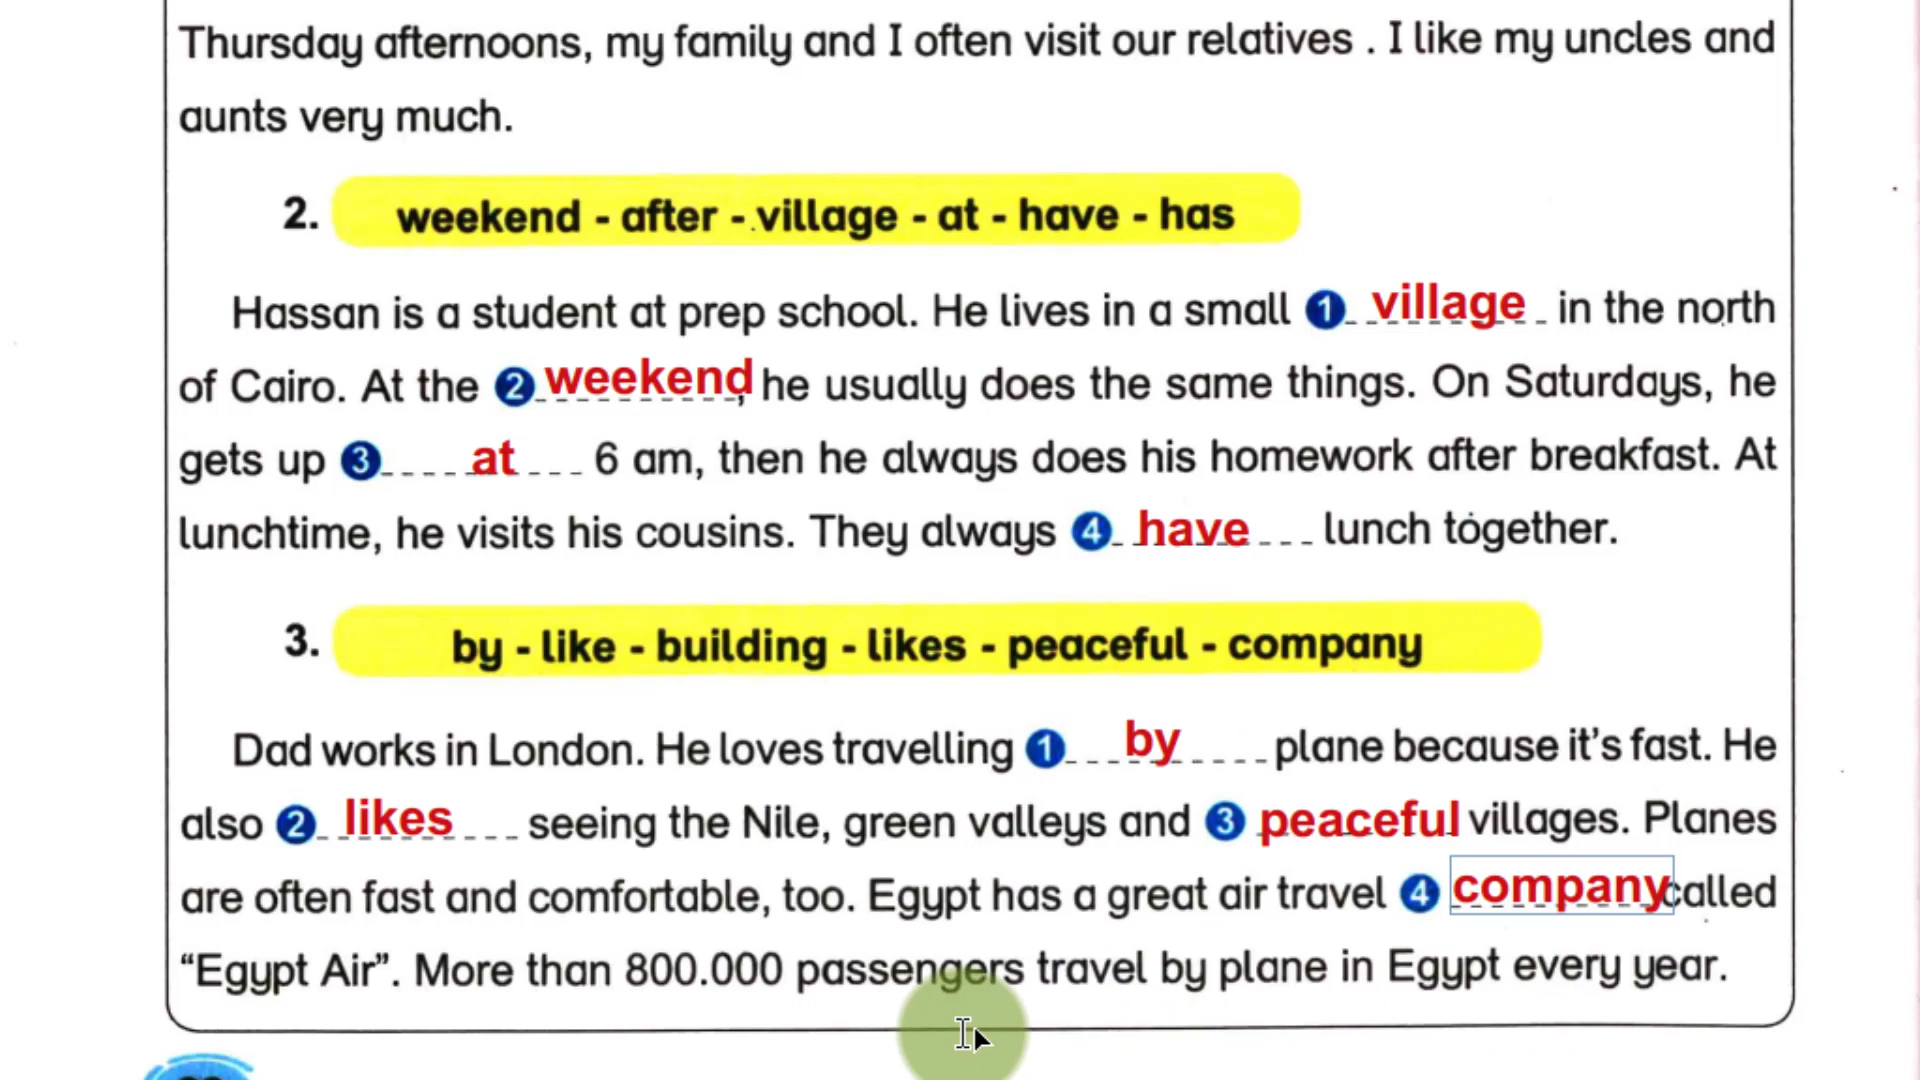 Thursday afternoons, my family and I often visit our relatives . I like my uncles and
aunts very much.
2. weekend - after - village - at - have - has
Hassan is a student at prep school. He lives in a small 1 village in the north
of Cairo. At the 2 weekend, he usually does the same things. On Saturdays, he
gets up 3 at 6 am, then he always does his homework after breakfast. At
lunchtime, he visits his cousins. They always 4 have lunch together.
3. by - like - building - likes - peaceful - company
Dad works in London. He loves travelling 1 by plane because it's fast. He
also 2 likes seeing the Nile, green valleys and 3 peaceful villages. Planes
are often fast and comfortable, too. Egypt has a great air travel 4 company called
“Egypt Air”. More than 800.000 passengers travel by plane in Egypt every year.